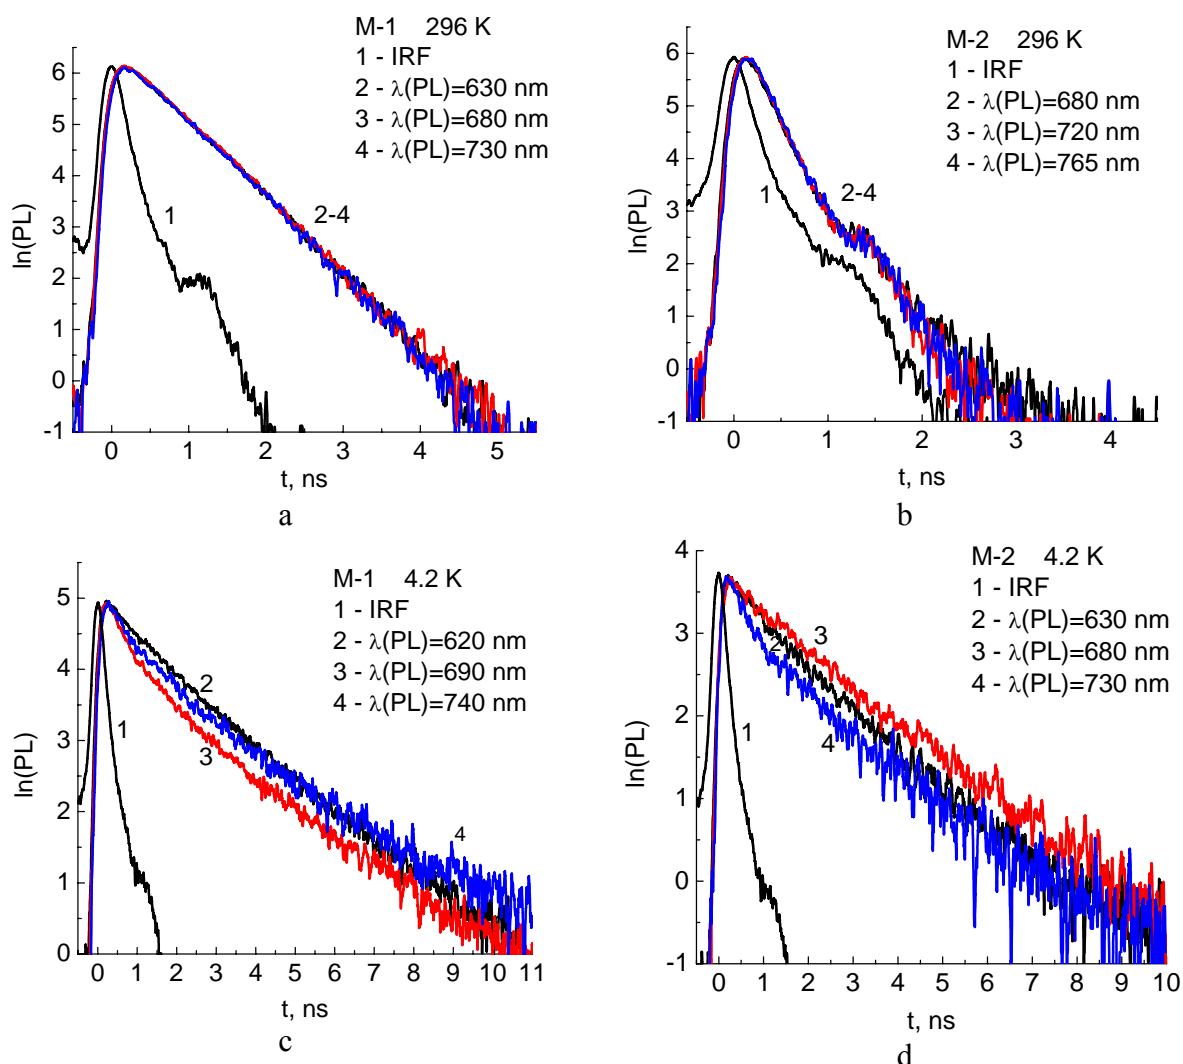 M-1 296 K
1 - IRF
2 - λ(PL)=630 nm
3 - λ(PL)=680 nm
4 - λ(PL)=730 nm
ln(PL)
6
5
4
3
2
1
0
-1
1
2-4
0 1 2 3 4 5
t, ns
a
M-2 296 K
1 - IRF
2 - λ(PL)=680 nm
3 - λ(PL)=720 nm
4 - λ(PL)=765 nm
ln(PL)
6
5
4
3
2
1
0
-1
1
2-4
0 1 2 3 4
t, ns
b
M-1 4.2 K
1 - IRF
2 - λ(PL)=620 nm
3 - λ(PL)=690 nm
4 - λ(PL)=740 nm
ln(PL)
5
4
3
2
1
0
1
2
3
4
0 1 2 3 4 5 6 7 8 9 10 11
t, ns
c
M-2 4.2 K
1 - IRF
2 - λ(PL)=630 nm
3 - λ(PL)=680 nm
4 - λ(PL)=730 nm
ln(PL)
4
3
2
1
0
-1
1
2
3
4
0 1 2 3 4 5 6 7 8 9 10
t, ns
d